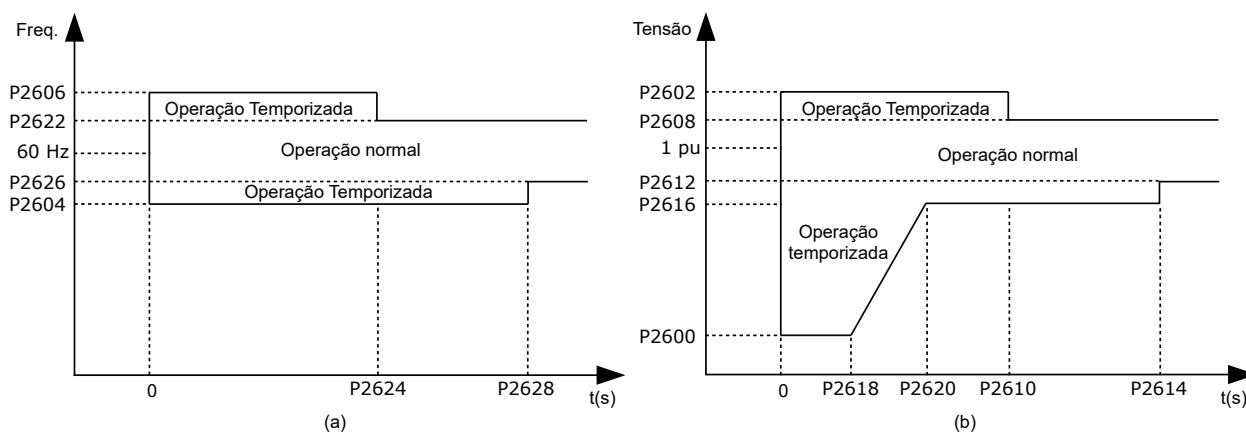 Freq.
P2606
Operação Temporizada
P2622
60 Hz
Operação normal
P2626
Operação Temporizada
P2604
0
P2624
P2628
t(s)
(a)
Tensão
P2602
Operação Temporizada
P2608
1 pu
Operação normal
P2612
P2616
Operação
temporizada
P2600
0
P2618
P2620
P2610
P2614
t(s)
(b)